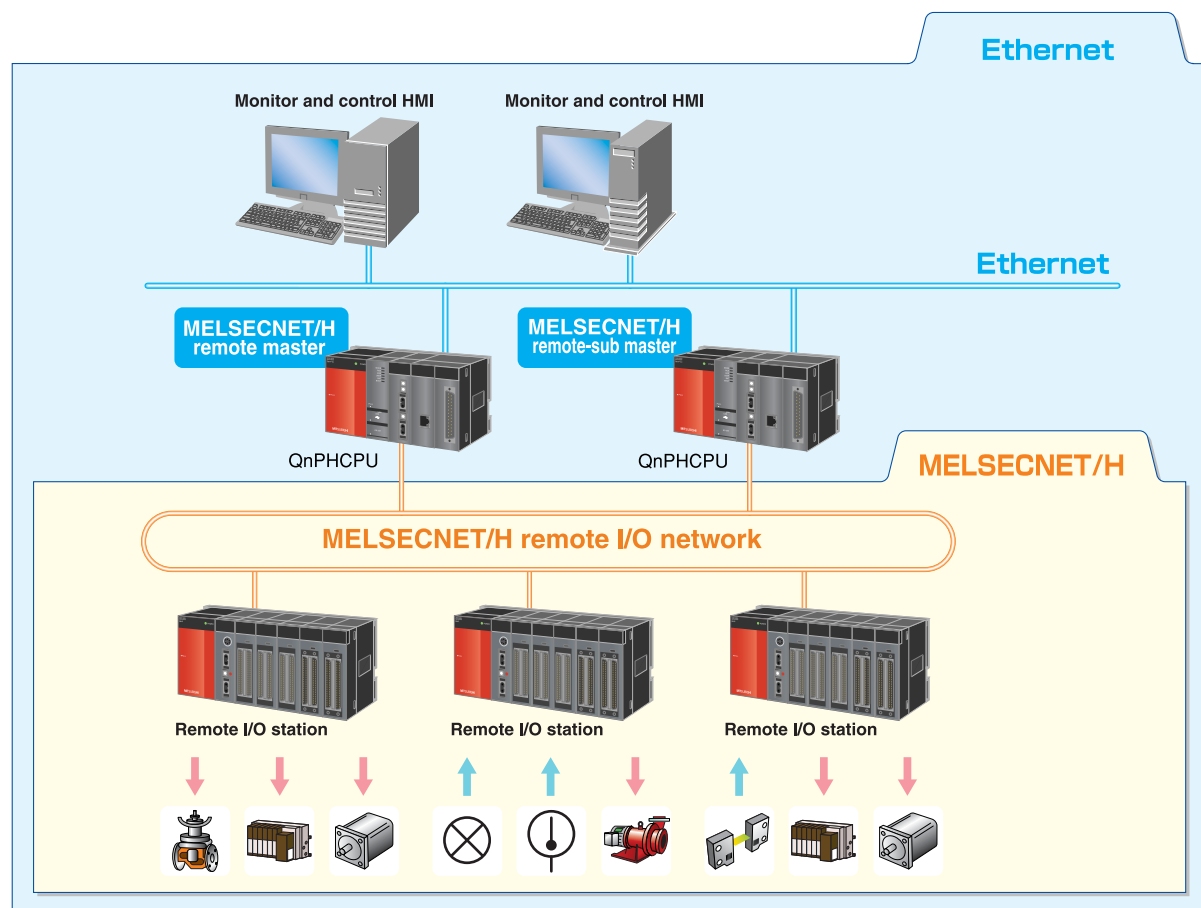 Ethernet
Monitor and control HMI
Monitor and control HMI
Ethernet
MELSECNET/H
remote master
MELSECNET/H
remote-sub master
QnPHCPU
QnPHCPU
MELSECNET/H
MELSECNET/H remote I/O network
Remote I/O station
Remote I/O station
Remote I/O station